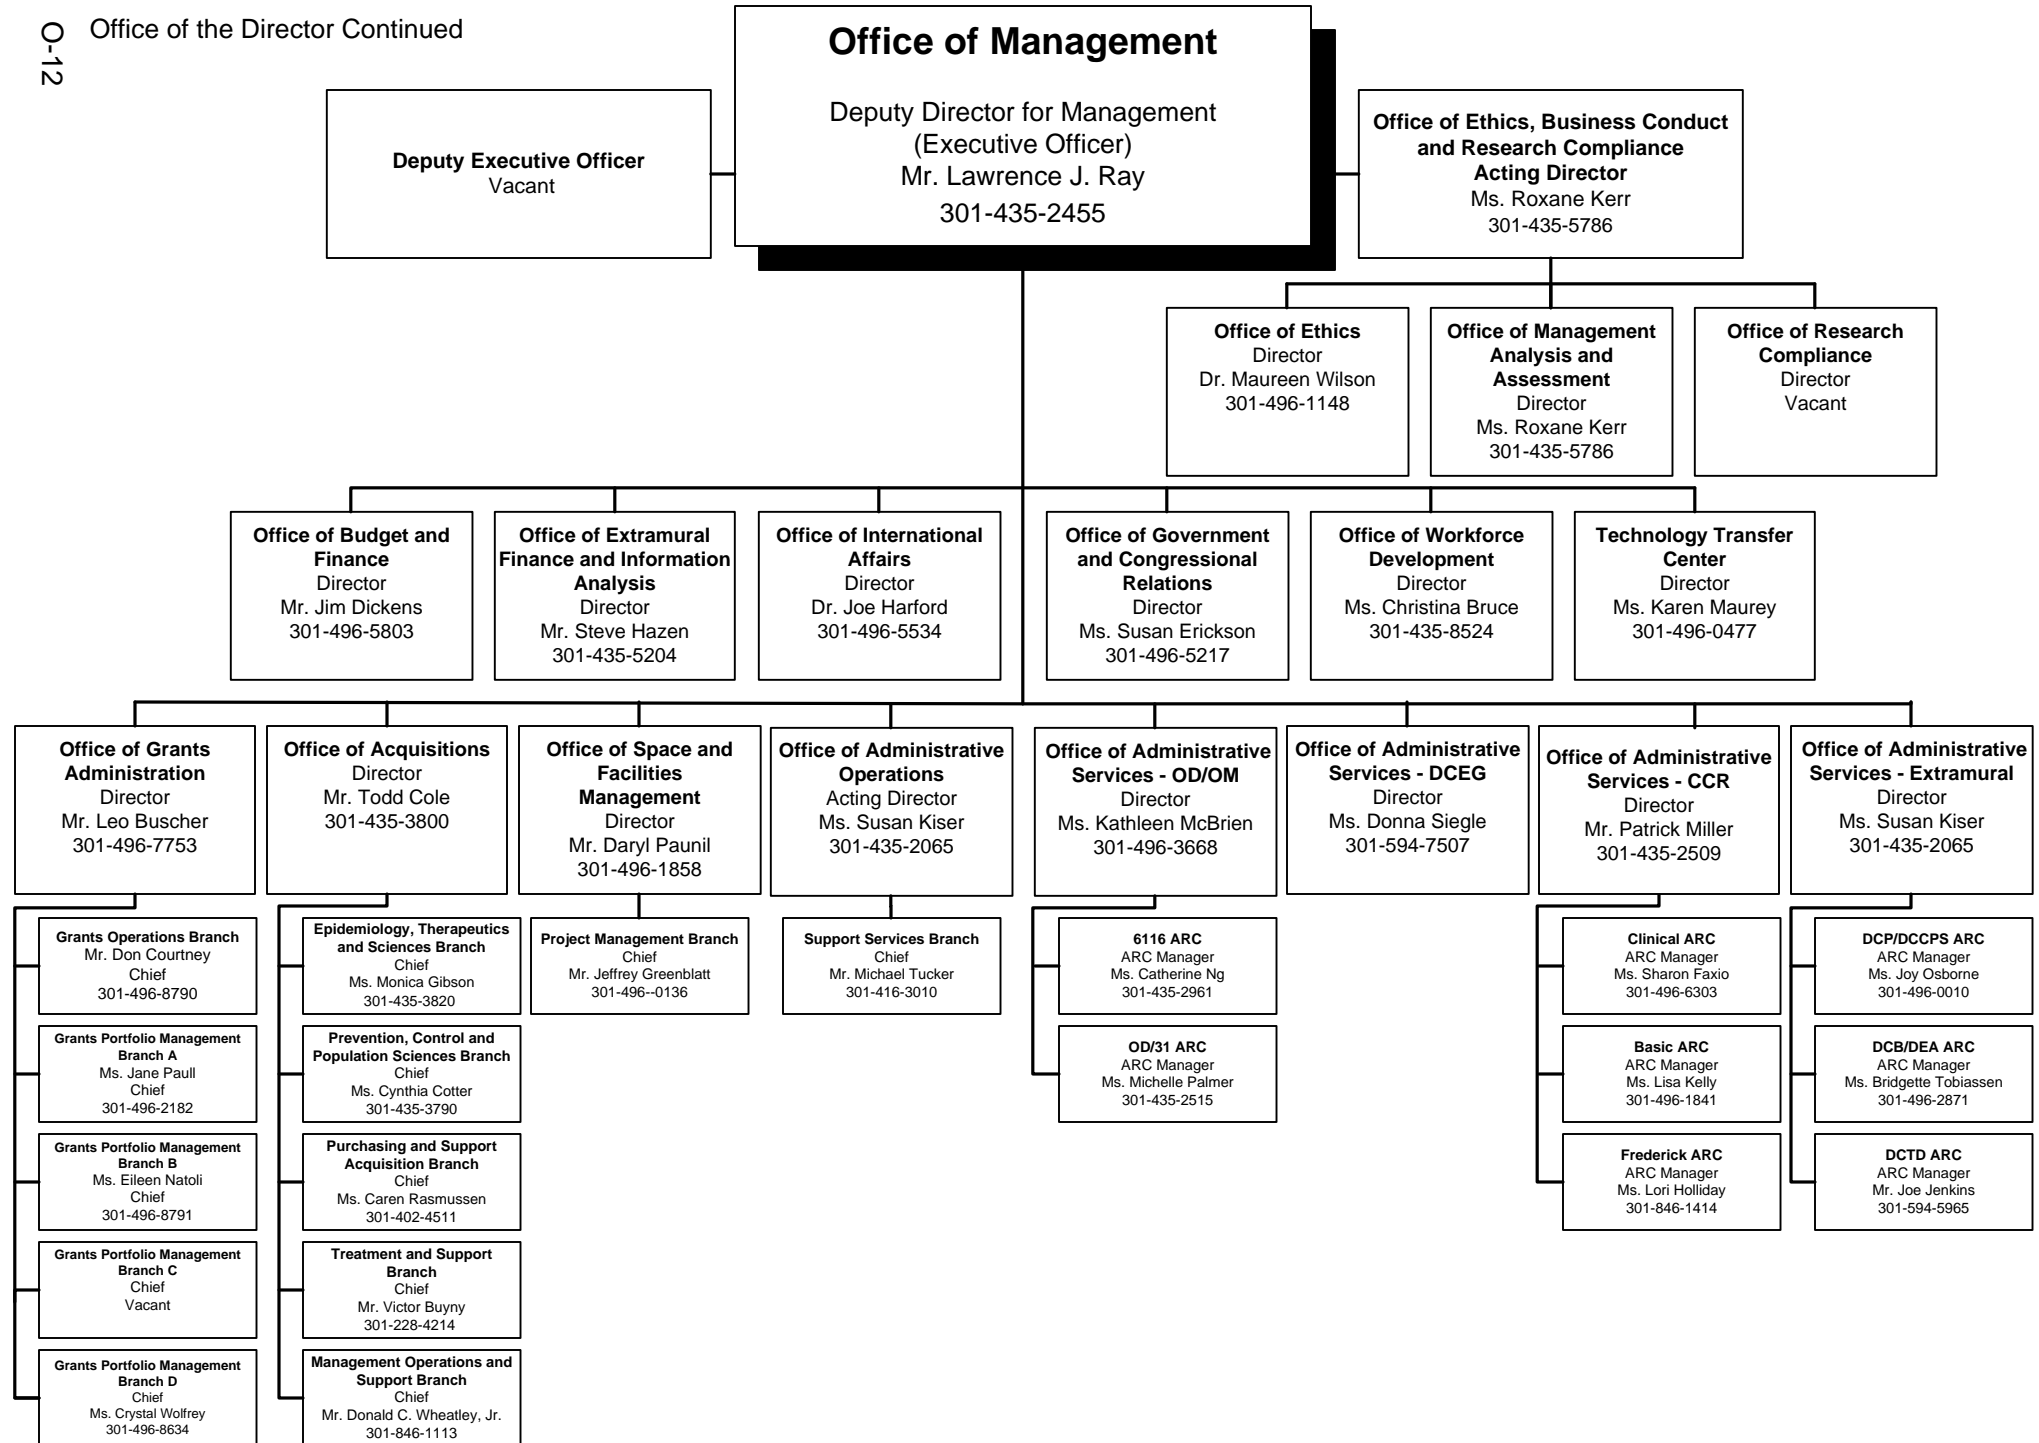 O-12
Office of the Director Continued
Office of Management
Deputy Director for Management
(Executive Officer)
Mr. Lawrence J. Ray
301-435-2455
Deputy Executive Officer
Vacant
Office of Ethics, Business Conduct
and Research Compliance
Acting Director
Ms. Roxane Kerr
301-435-5786
Office of Ethics
Director
Dr. Maureen Wilson
301-496-1148
Office of Management
Analysis and
Assessment
Director
Ms. Roxane Kerr
301-435-5786
Office of Research
Compliance
Director
Vacant
Office of Budget and
Finance
Director
Mr. Jim Dickens
301-496-5803
Office of Extramural
Finance and Information
Analysis
Director
Mr. Steve Hazen
301-435-5204
Office of International
Affairs
Director
Dr. Joe Harford
301-496-5534
Office of Government
and Congressional
Relations
Director
Ms. Susan Erickson
301-496-5217
Office of Workforce
Development
Director
Ms. Christina Bruce
301-435-8524
Technology Transfer
Center
Director
Ms. Karen Maurey
301-496-0477
Office of Grants
Administration
Director
Mr. Leo Buscher
301-496-7753
Office of Acquisitions
Director
Mr. Todd Cole
301-435-3800
Office of Space and
Facilities
Management
Director
Mr. Daryl Paunil
301-496-1858
Office of Administrative
Operations
Acting Director
Ms. Susan Kiser
301-435-2065
Office of Administrative
Services - OD/OM
Director
Ms. Kathleen McBrien
301-496-3668
Office of Administrative
Services - DCEG
Director
Ms. Donna Siegle
301-594-7507
Office of Administrative
Services - CCR
Director
Mr. Patrick Miller
301-435-2509
Office of Administrative
Services - Extramural
Director
Ms. Susan Kiser
301-435-2065
Grants Operations Branch
Mr. Don Courtney
Chief
301-496-8790
Grants Portfolio Management
Branch A
Ms. Jane Paull
Chief
301-496-2182
Grants Portfolio Management
Branch B
Ms. Eileen Natoli
Chief
301-496-8791
Grants Portfolio Management
Branch C
Chief
Vacant
Grants Portfolio Management
Branch D
Chief
Ms. Crystal Wolfrey
301-496-8634
Epidemiology, Therapeutics
and Sciences Branch
Chief
Ms. Monica Gibson
301-435-3820
Prevention, Control and
Population Sciences Branch
Chief
Ms. Cynthia Cotter
301-435-3790
Purchasing and Support
Acquisition Branch
Chief
Ms. Caren Rasmussen
301-402-4511
Treatment and Support
Branch
Chief
Mr. Victor Buyny
301-228-4214
Management Operations and
Support Branch
Chief
Mr. Donald C. Wheatley, Jr.
301-846-1113
Project Management Branch
Chief
Mr. Jeffrey Greenblatt
301-496--0136
Support Services Branch
Chief
Mr. Michael Tucker
301-416-3010
6116 ARC
ARC Manager
Ms. Catherine Ng
301-435-2961
OD/31 ARC
ARC Manager
Ms. Michelle Palmer
301-435-2515
Clinical ARC
ARC Manager
Ms. Sharon Faxio
301-496-6303
Basic ARC
ARC Manager
Ms. Lisa Kelly
301-496-1841
Frederick ARC
ARC Manager
Ms. Lori Holliday
301-846-1414
DCP/DCCPS ARC
ARC Manager
Ms. Joy Osborne
301-496-0010
DCB/DEA ARC
ARC Manager
Ms. Bridgette Tobiassen
301-496-2871
DCTD ARC
ARC Manager
Mr. Joe Jenkins
301-594-5965